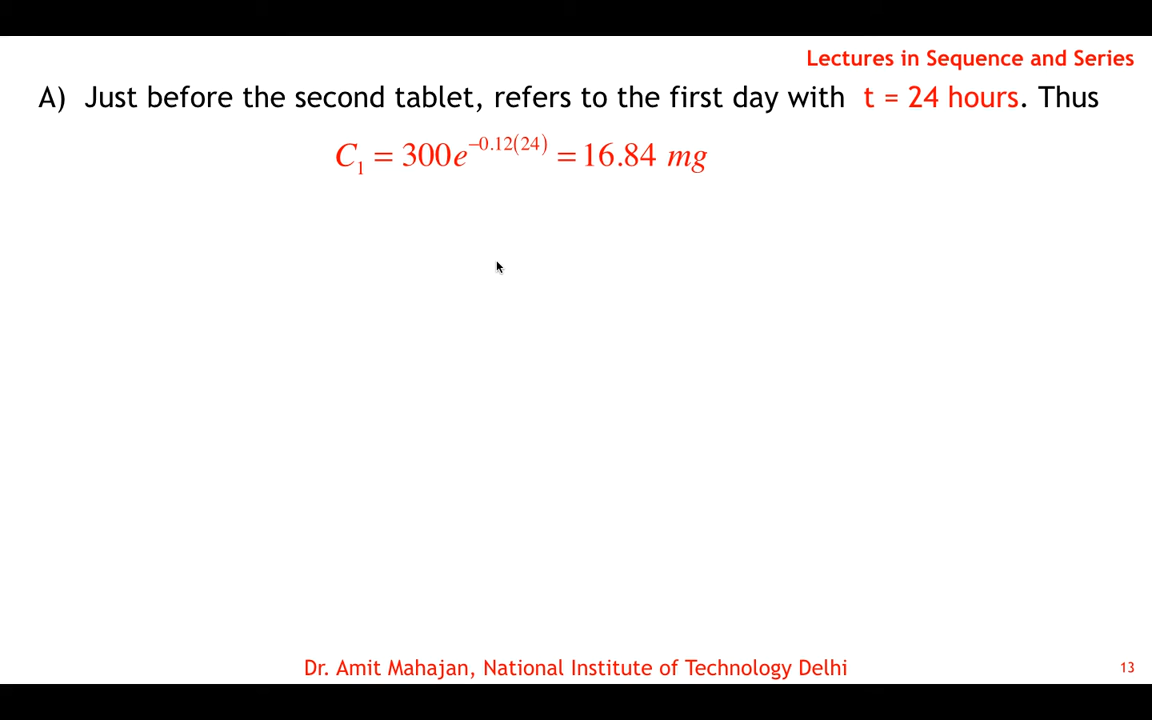 Lectures in Sequence and Series
A) Just before the second tablet, refers to the first day with t = 24 hours. Thus
C₁ = 300e^{−0.12(24)} = 16.84 mg
Dr. Amit Mahajan, National Institute of Technology Delhi
13